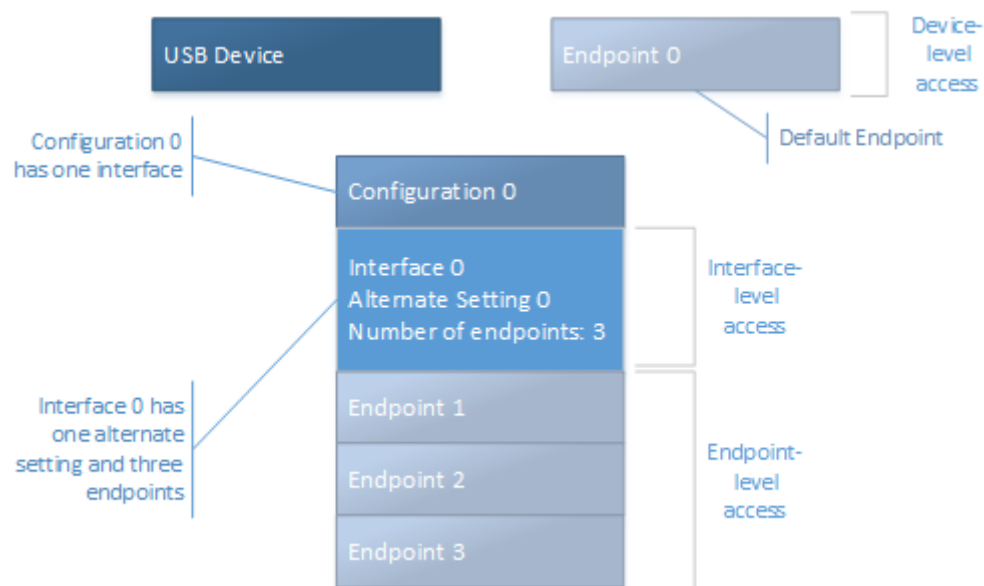 USB Device
Endpoint 0
Device-
level
access
Default Endpoint
Configuration 0
has one interface
Configuration 0
Interface 0
Alternate Setting 0
Number of endpoints: 3
Interface-
level
access
Interface 0 has
one alternate
setting and three
endpoints
Endpoint 1
Endpoint 2
Endpoint 3
Endpoint-
level
access